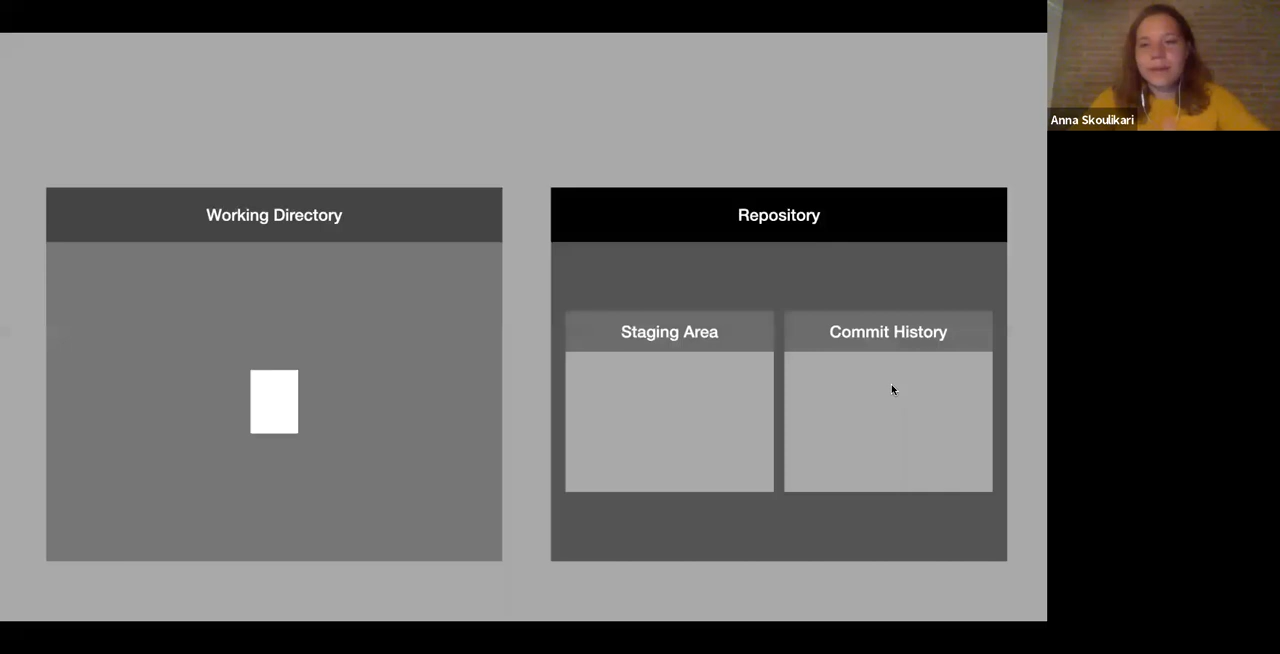 Anna Skoulikari
Working Directory
Repository
Staging Area
Commit History